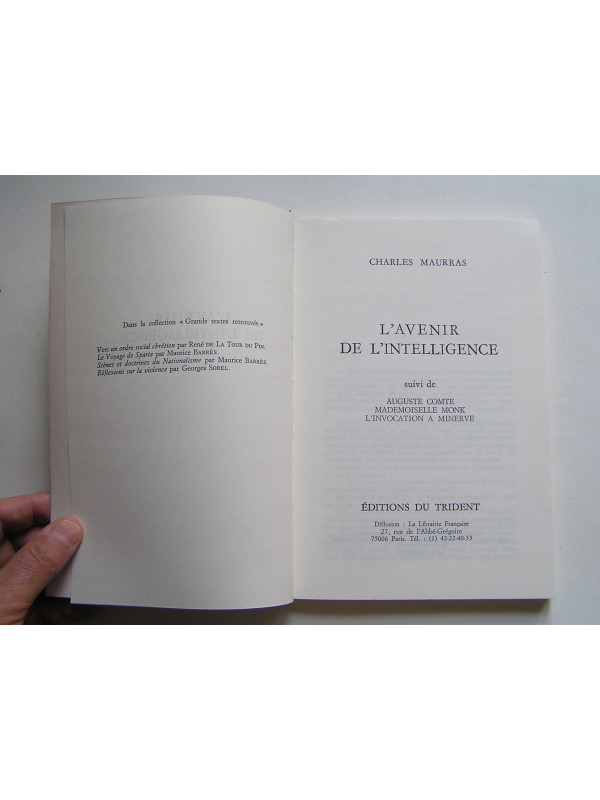 Dans la collection « Grands textes retrouvés »
Vers un ordre social chrétien par René DE LA TOUR DU PIN.
Le Voyage de Sparte par Maurice BARRÈS.
Scènes et doctrines du Nationalisme par Maurice BARRÈS.
Réflexions sur la violence par Georges SOREL.
CHARLES MAURRAS
L'AVENIR
DE L'INTELLIGENCE
suivi de
AUGUSTE COMTE
MADEMOISELLE MONK
L'INVOCATION A MINERVE
ÉDITIONS DU TRIDENT
Diffusion : La Librairie Française
27, rue de l'Abbé-Grégoire
75006 Paris. Tél. : (1) 42-22-40-53